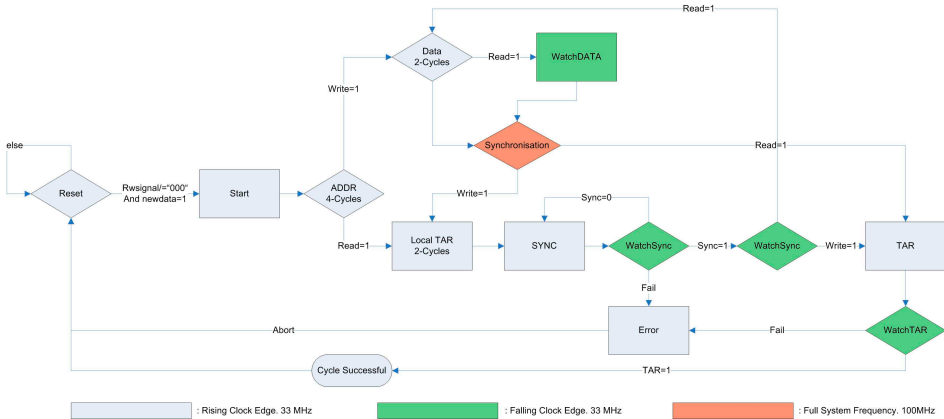 Read=1
Data
2-Cycles
Read=1
WatchDATA
Write=1
else
Synchronisation
Read=1
Reset
Rwsignal/="000"
And newdata=1
Start
ADDR
4-Cycles
Write=1
Sync=0
Read=1
Local TAR
2-Cycles
SYNC
WatchSync
Sync=1
WatchSync
Write=1
TAR
Fail
Abort
Error
Fail
WatchTAR
Cycle Successful
TAR=1
: Rising Clock Edge. 33 MHz
: Falling Clock Edge. 33 MHz
: Full System Frequency. 100MHz